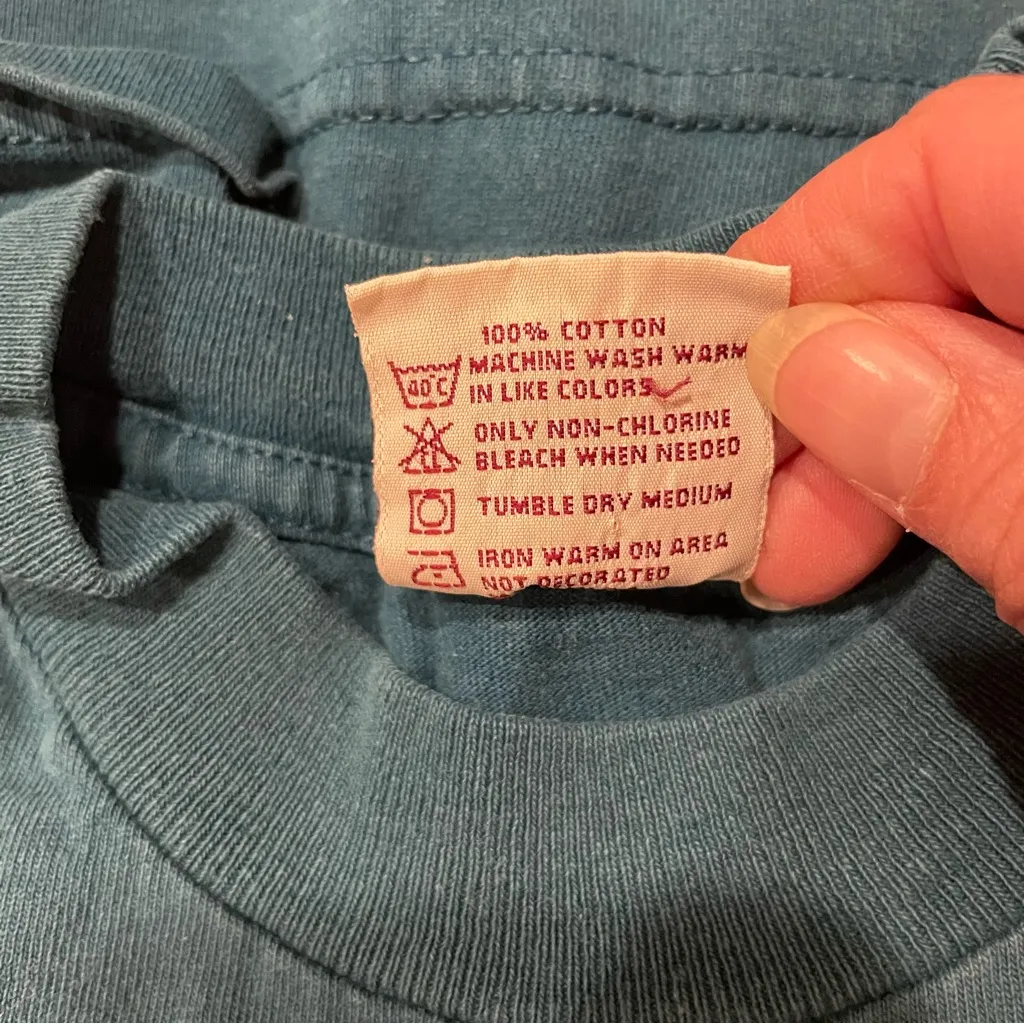 100% COTTON
40°C MACHINE WASH WARM
IN LIKE COLORS
ONLY NON-CHLORINE
BLEACH WHEN NEEDED
TUMBLE DRY MEDIUM
IRON WARM ON AREA
NOT DECORATED